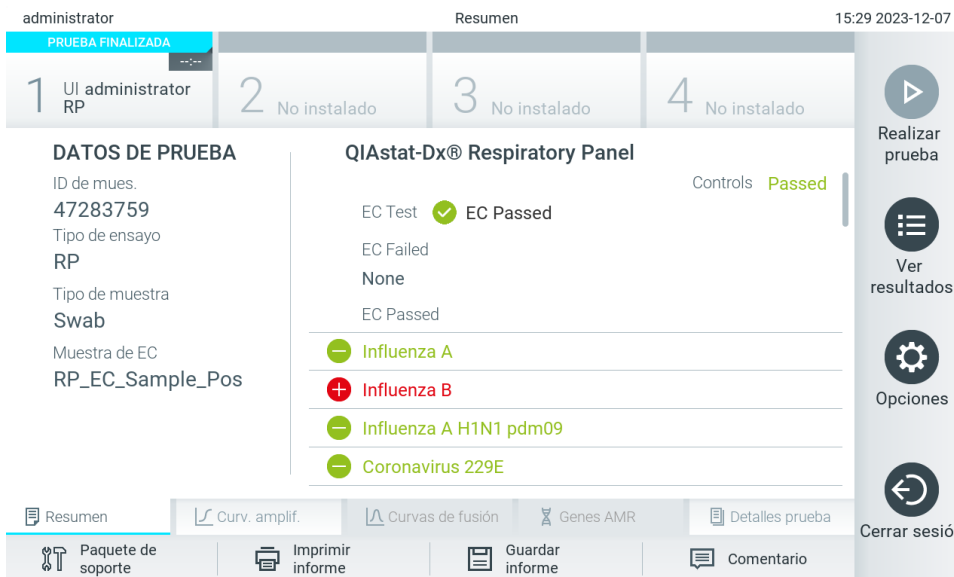 administrator
Resumen
15:29 2023-12-07
PRUEBA FINALIZADA
--:--
1 UI administrator
RP
2 No instalado
3 No instalado
4 No instalado
DATOS DE PRUEBA
ID de mues.
47283759
Tipo de ensayo
RP
Tipo de muestra
Swab
Muestra de EC
RP_EC_Sample_Pos
QIAstat-Dx® Respiratory Panel
Controls Passed
EC Test EC Passed
EC Failed
None
EC Passed
Influenza A
Influenza B
Influenza A H1N1 pdm09
Coronavirus 229E
Realizar
prueba
Ver
resultados
Opciones
Cerrar sesió
Resumen
Curv. amplif.
Curvas de fusión
Genes AMR
Detalles prueba
Paquete de
soporte
Imprimir
informe
Guardar
informe
Comentario